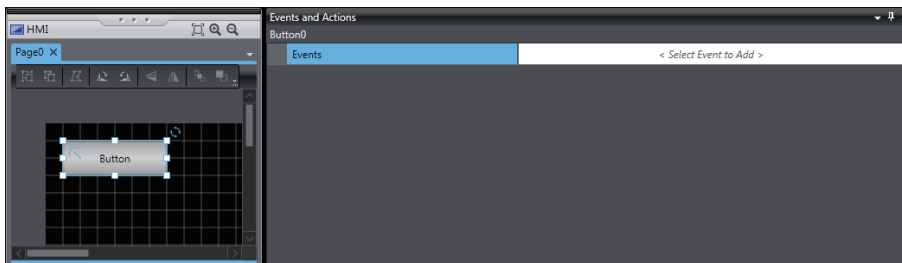 HMI
Page0
Button
Events and Actions
Button0
Events
< Select Event to Add >